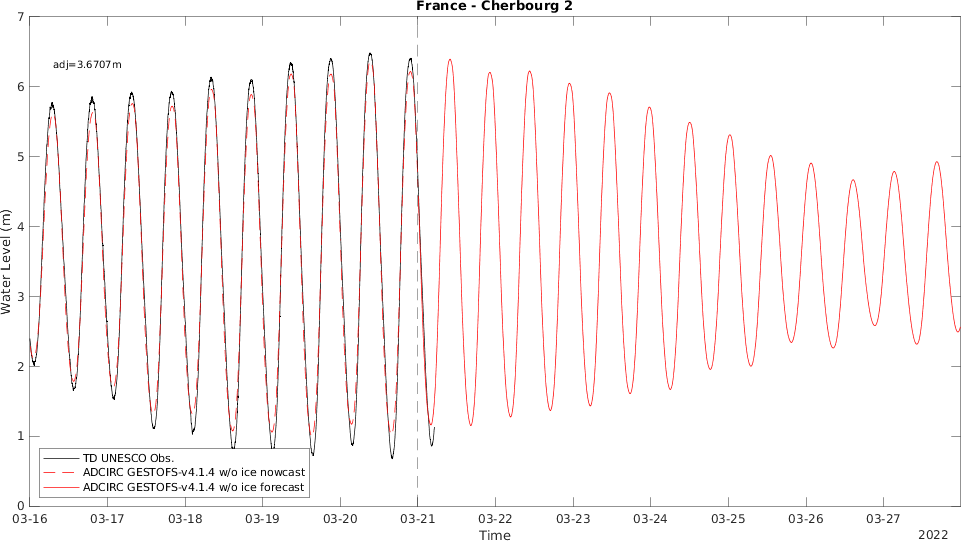 France - Cherbourg 2
adj=3.6707m
7
6
5
4
3
2
1
0
Water Level (m)
TD UNESCO Obs.
ADCIRC GESTOFS-v4.1.4 w/o ice nowcast
ADCIRC GESTOFS-v4.1.4 w/o ice forecast
03-16 03-17 03-18 03-19 03-20 03-21 03-22 03-23 03-24 03-25 03-26 03-27
Time
2022